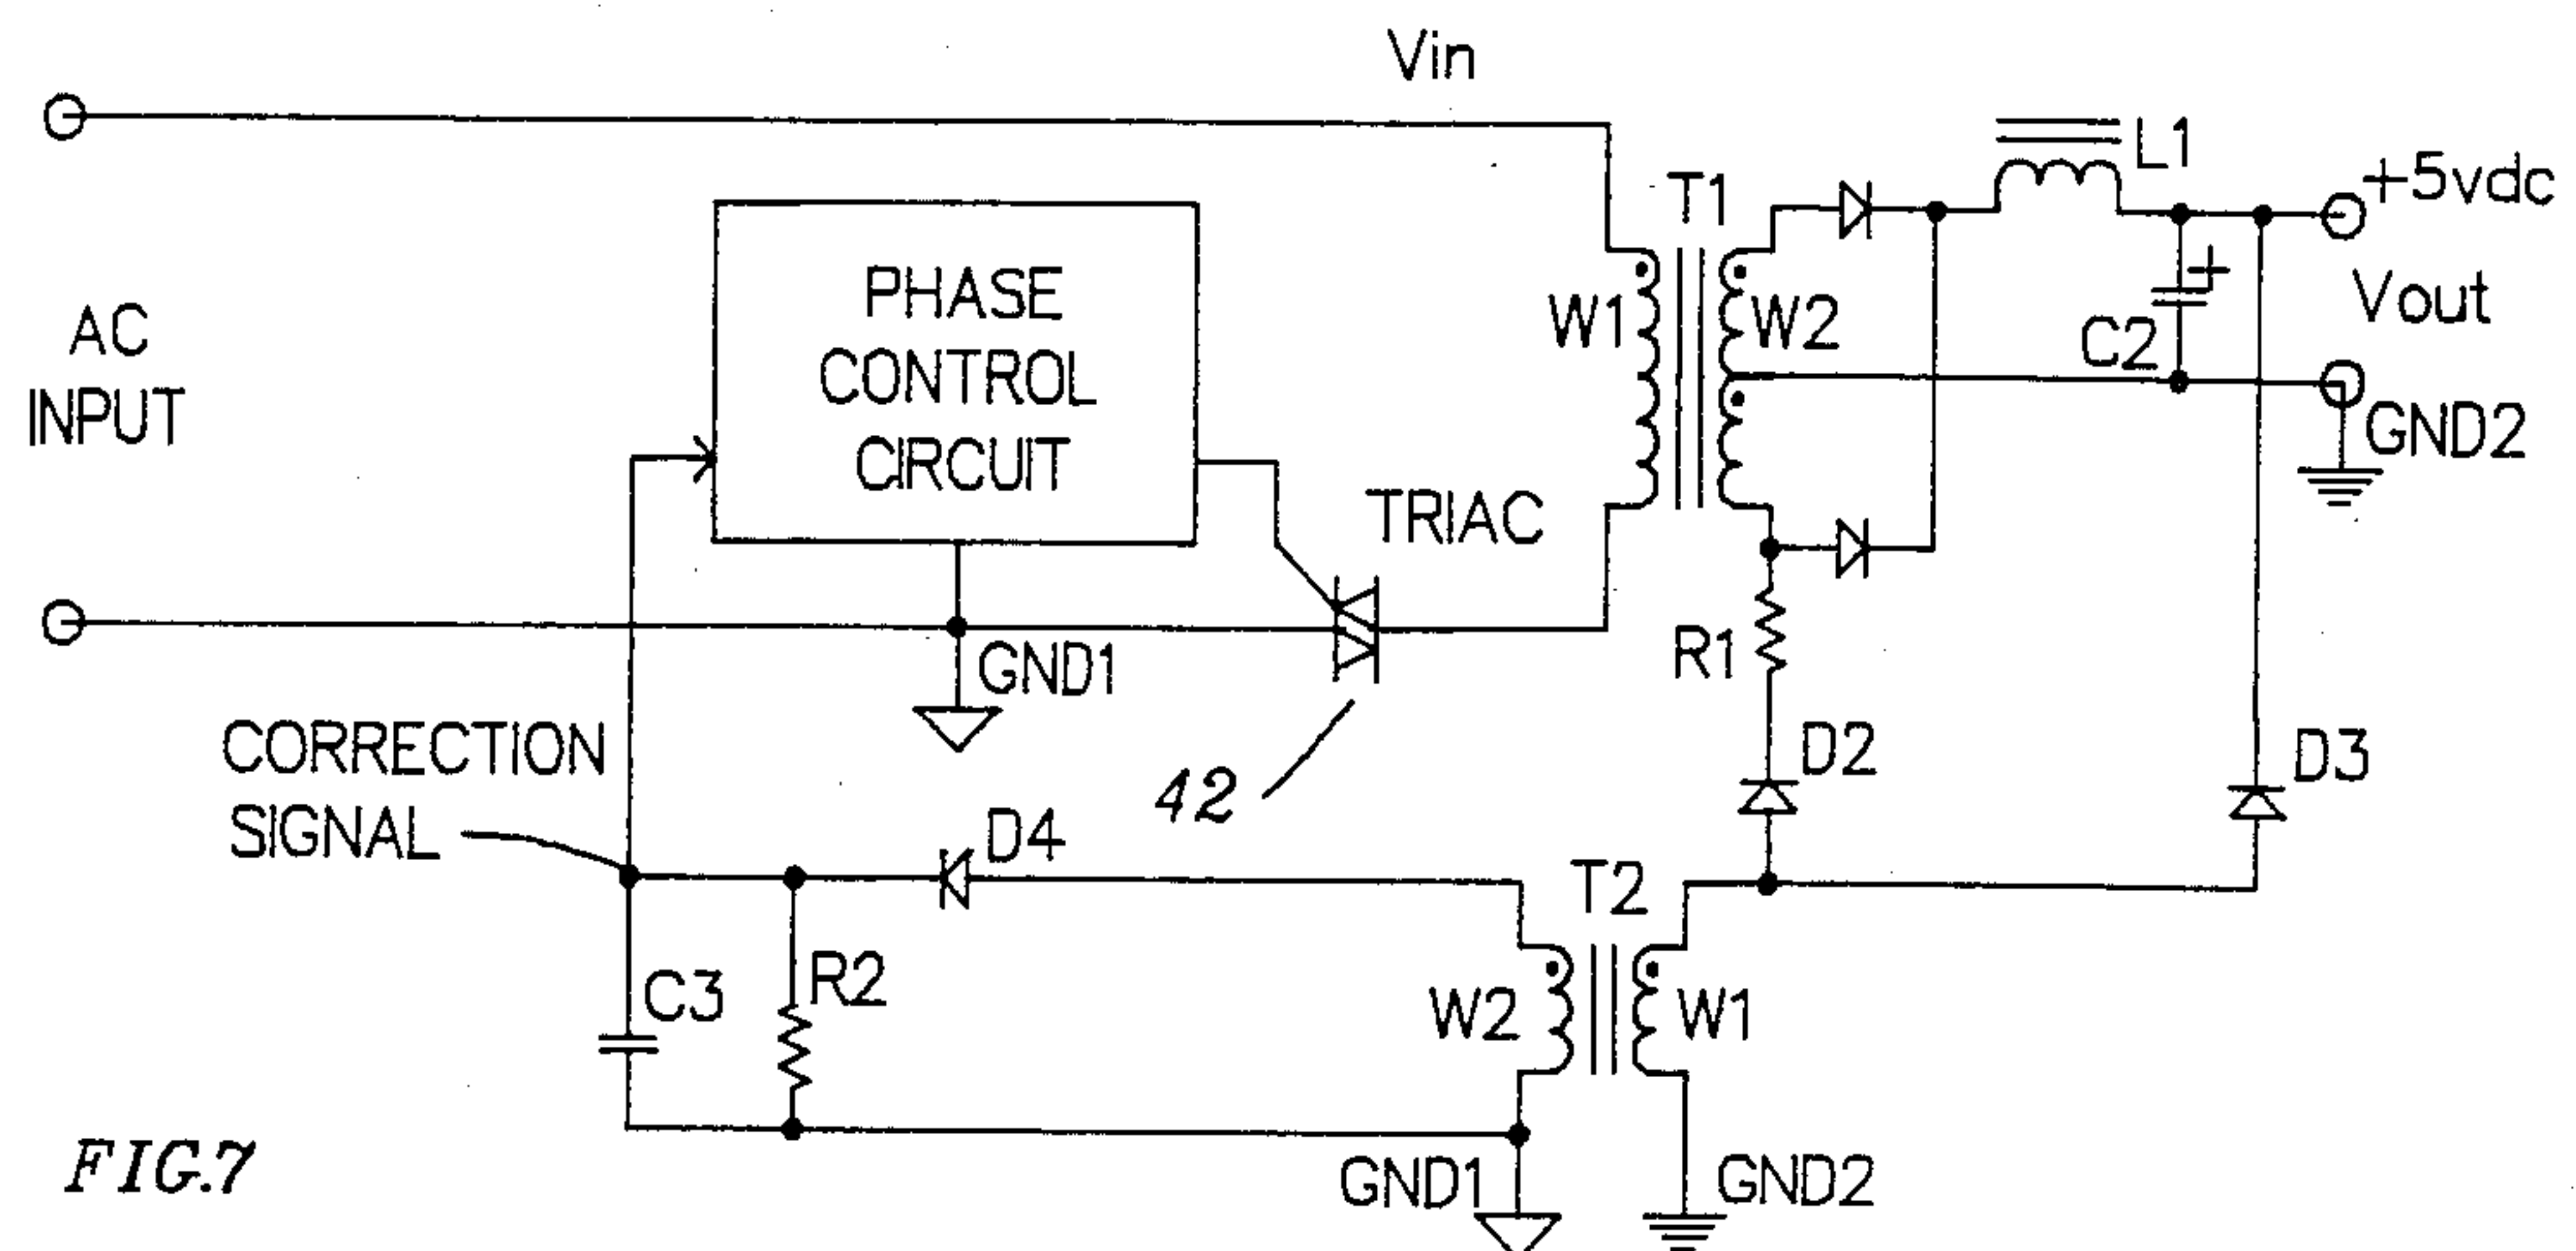 Vin
L1
+5vdc
T1
PHASE
CONTROL
CIRCUIT
W1
W2
+
C2
Vout
AC
INPUT
GND2
TRIAC
GND1
R1
CORRECTION
SIGNAL
42
D2
D3
D4
T2
C3
R2
W2
W1
FIG.7
GND1
GND2